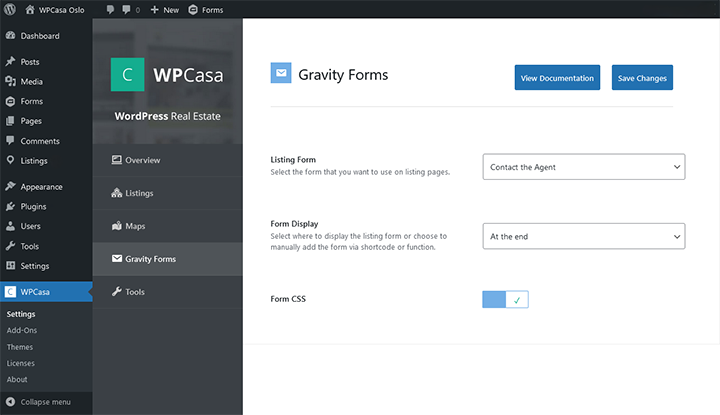 WPCasa Oslo
0
New
Forms
Dashboard
Posts
Media
Forms
Pages
Comments
Listings
Appearance
Plugins
Users
Tools
Settings
C WPCasa
Settings
Add-Ons
Themes
Licenses
About
Collapse menu
C WPCasa
WordPress Real Estate
Overview
Listings
Maps
Gravity Forms
Tools
Gravity Forms
View Documentation
Save Changes
Listing Form
Select the form that you want to use on listing pages.
Contact the Agent
Form Display
Select where to display the listing form or choose to
manually add the form via shortcode or function.
At the end
Form CSS